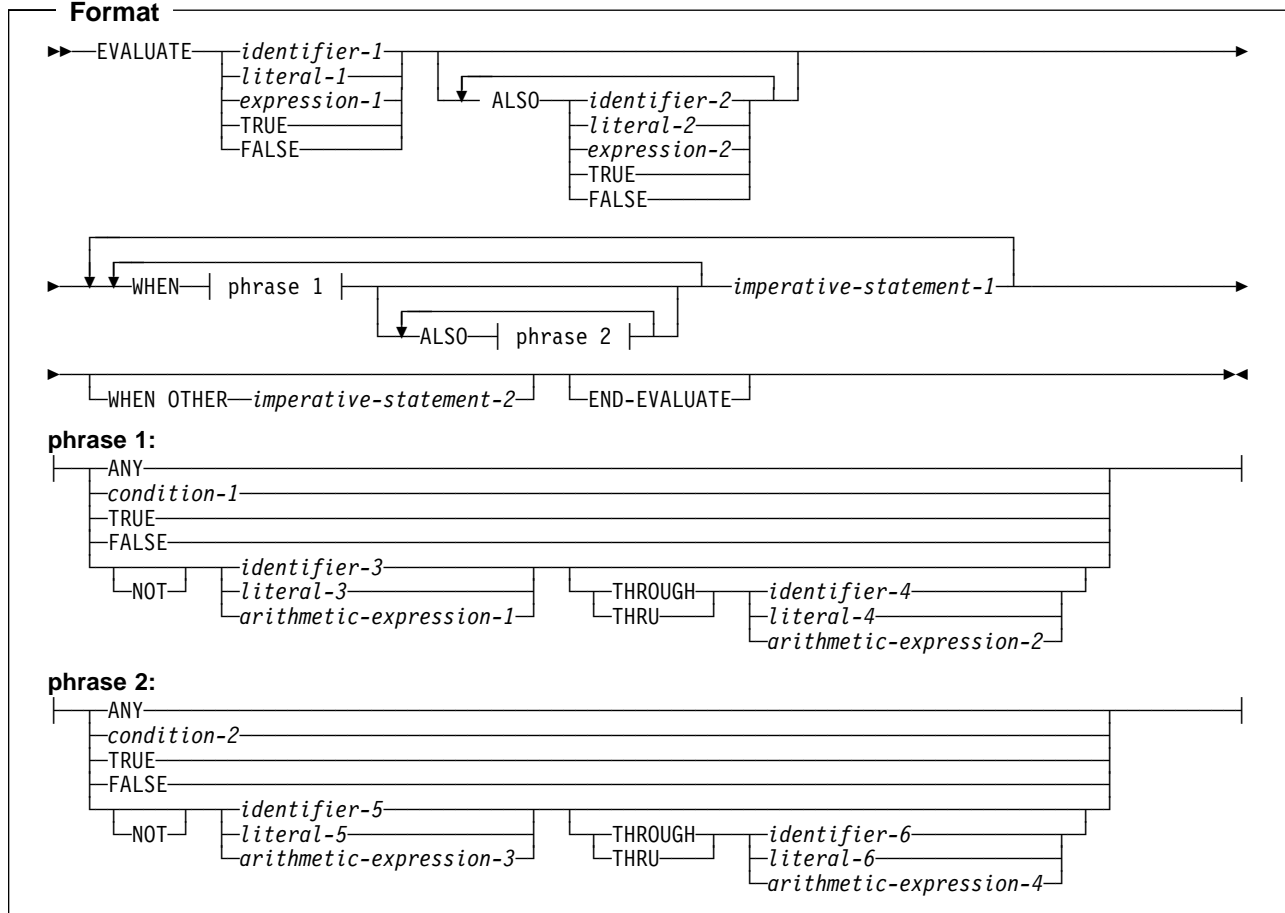 Format
EVALUATE identifier-1
literal-1
expression-1 ALSO identifier-2
TRUE literal-2
FALSE expression-2
TRUE
FALSE
WHEN phrase 1 imperative-statement-1
ALSO phrase 2
WHEN OTHER imperative-statement-2 END-EVALUATE
phrase 1:
ANY
condition-1
TRUE
FALSE
identifier-3
NOT literal-3 THROUGH identifier-4
arithmetic-expression-1 THRU literal-4
arithmetic-expression-2
phrase 2:
ANY
condition-2
TRUE
FALSE
identifier-5
NOT literal-5 THROUGH identifier-6
arithmetic-expression-3 THRU literal-6
arithmetic-expression-4